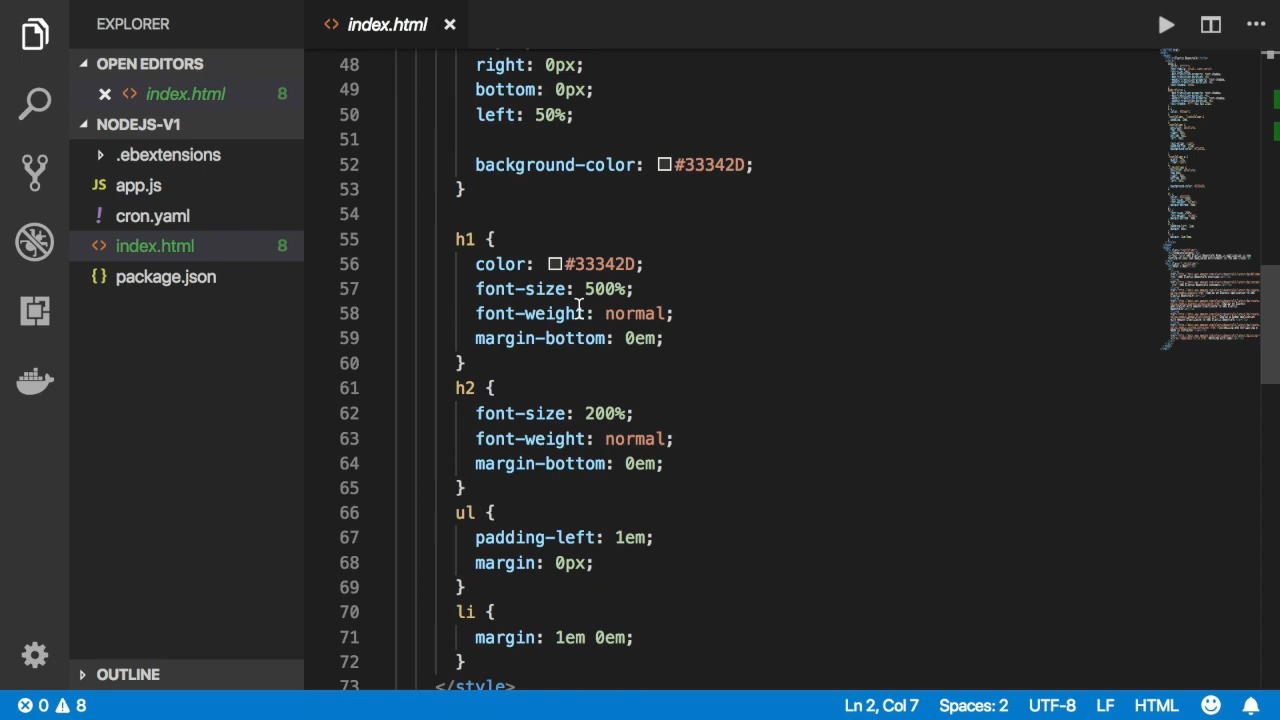 EXPLORER
OPEN EDITORS
index.html 8
NODEJS-V1
.ebextensions
JS app.js
! cron.yaml
<> index.html 8
{} package.json
OUTLINE
<> index.html
48 right: 0px;
49 bottom: 0px;
50 left: 50%;
51
52 background-color: #33342D;
53 }
54
55 h1 {
56 color: #33342D;
57 font-size: 500%;
58 font-weight: normal;
59 margin-bottom: 0em;
60 }
61 h2 {
62 font-size: 200%;
63 font-weight: normal;
64 margin-bottom: 0em;
65 }
66 ul {
67 padding-left: 1em;
68 margin: 0px;
69 }
70 li {
71 margin: 1em 0em;
72 }
73 </style>
0 8 Ln 2, Col 7 Spaces: 2 UTF-8 LF HTML